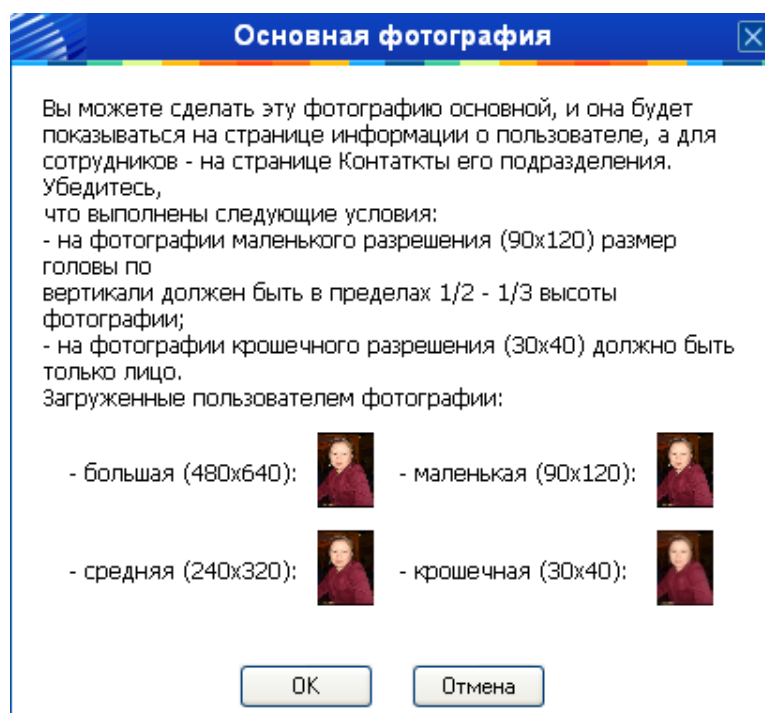 Основная фотография
Вы можете сделать эту фотографию основной, и она будет
показываться на странице информации о пользователе, а для
сотрудников - на странице Контаткты его подразделения.
Убедитесь,
что выполнены следующие условия:
- на фотографии маленького разрешения (90x120) размер
головы по
вертикали должен быть в пределах 1/2 - 1/3 высоты
фотографии;
- на фотографии крошечного разрешения (30x40) должно быть
только лицо.
Загруженные пользователем фотографии:
- большая (480x640): - маленькая (90x120):
- средняя (240x320): - крошечная (30x40):
OK Отмена